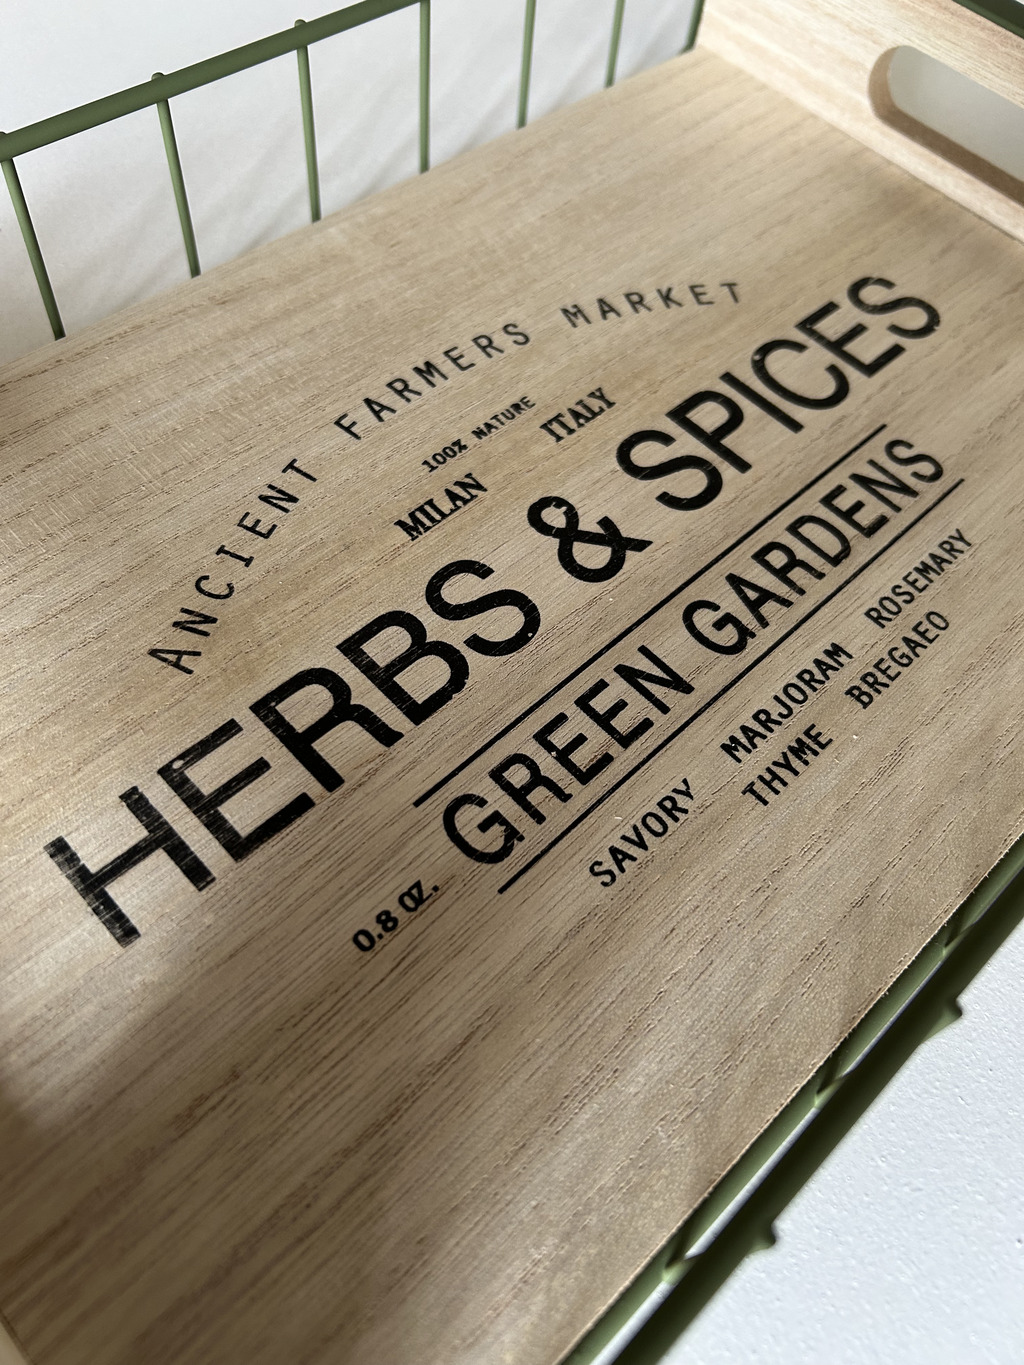 ANCIENT FARMERS MARKET
100% NATURE
MILAN ITALY
HERBS & SPICES
GREEN GARDENS
0.8 OZ.
SAVORY MARJORAM ROSEMARY
THYME BREGAEO